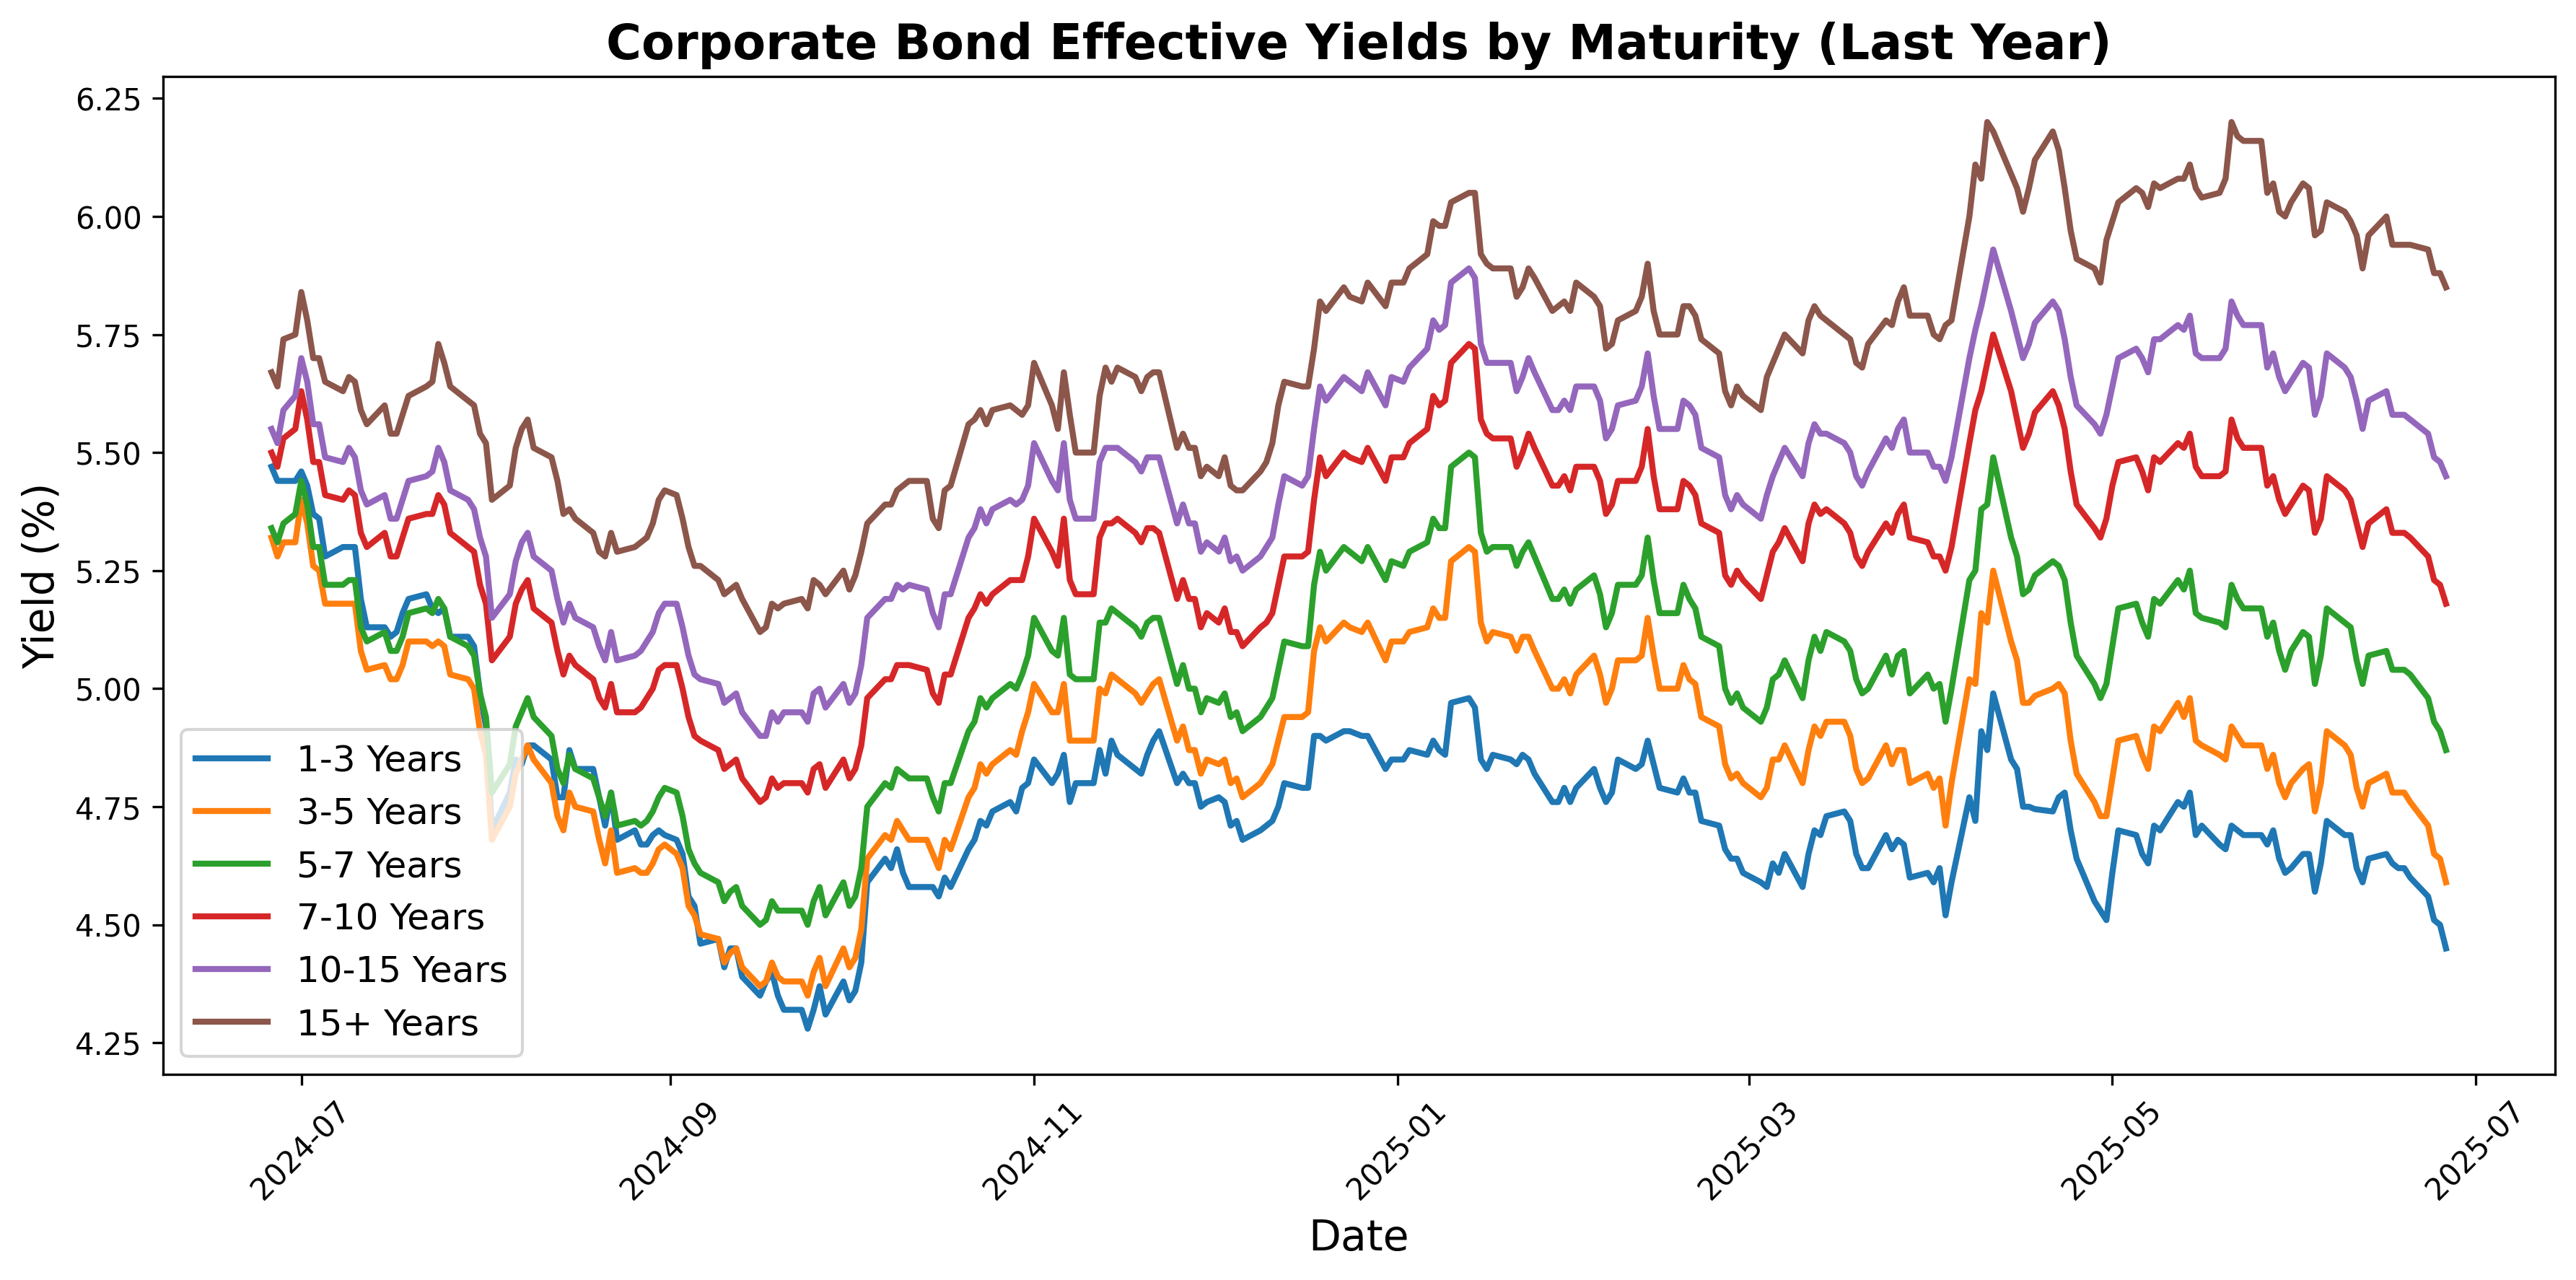 Corporate Bond Effective Yields by Maturity (Last Year)
Yield (%)
6.25
6.00
5.75
5.50
5.25
5.00
4.75
4.50
4.25
1-3 Years
3-5 Years
5-7 Years
7-10 Years
10-15 Years
15+ Years
2024-07
2024-09
2024-11
2025-01
2025-03
2025-05
2025-07
Date